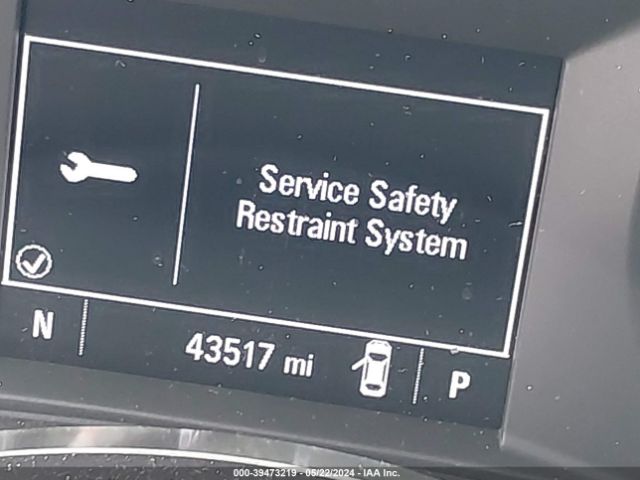 Service Safety
Restraint System
N
43517 mi
P
000-39473219 - 05/22/2024 - IAA Inc.